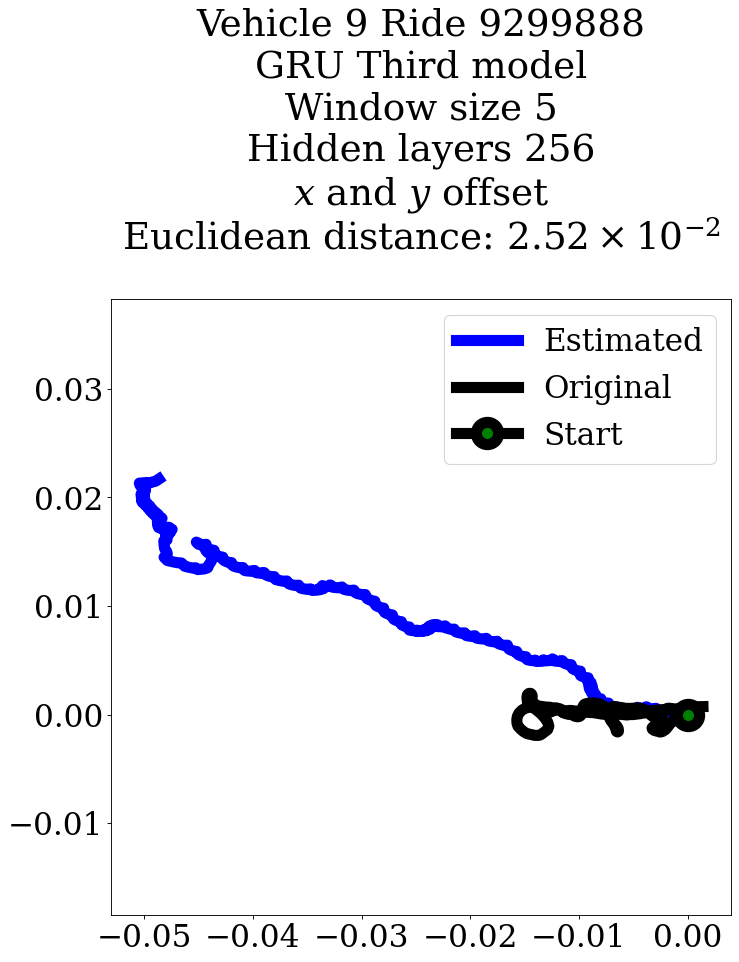 Vehicle 9 Ride 9299888
GRU Third model
Window size 5
Hidden layers 256
x and y offset
Euclidean distance: 2.52 × 10⁻²
Estimated
Original
Start
0.03
0.02
0.01
0.00
−0.01
−0.05 −0.04 −0.03 −0.02 −0.01 0.00